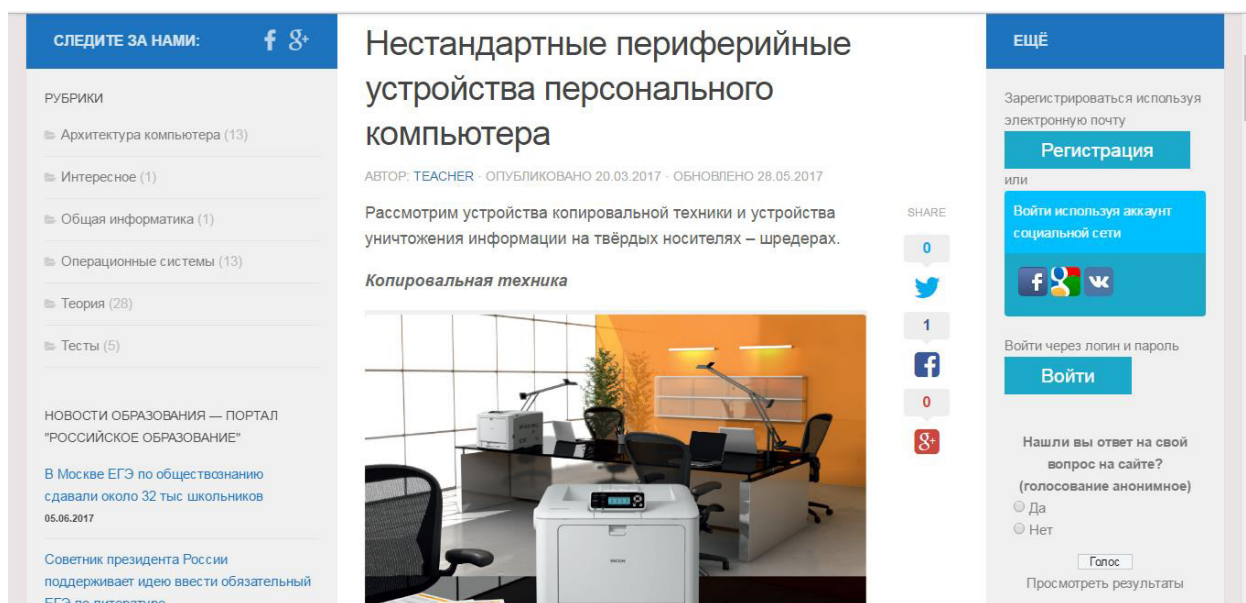 СЛЕДИТЕ ЗА НАМИ:
РУБРИКИ
Архитектура компьютера (13)
Интересное (1)
Общая информатика (1)
Операционные системы (13)
Теория (28)
Тесты (5)
НОВОСТИ ОБРАЗОВАНИЯ — ПОРТАЛ
"РОССИЙСКОЕ ОБРАЗОВАНИЕ"
В Москве ЕГЭ по обществознанию
сдавали около 32 тыс школьников
05.06.2017
Советник президента России
поддерживает идею ввести обязательный
ЕГЭ по литературе
Нестандартные периферийные
устройства персонального
компьютера
АВТОР: TEACHER · ОПУБЛИКОВАНО 20.03.2017 · ОБНОВЛЕНО 28.05.2017
Рассмотрим устройства копировальной техники и устройства
уничтожения информации на твёрдых носителях – шредерах.
Копировальная техника
SHARE
0
1
0
ЕЩЁ
Зарегистрироваться используя
электронную почту
Регистрация
или
Войти используя аккаунт
социальной сети
Войти через логин и пароль
Войти
Нашли вы ответ на свой
вопрос на сайте?
(голосование анонимное)
Да
Нет
Голос
Просмотреть результаты